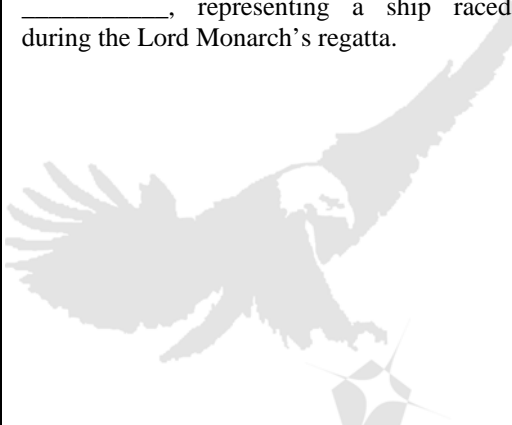 ___________, representing a ship raced
during the Lord Monarch’s regatta.